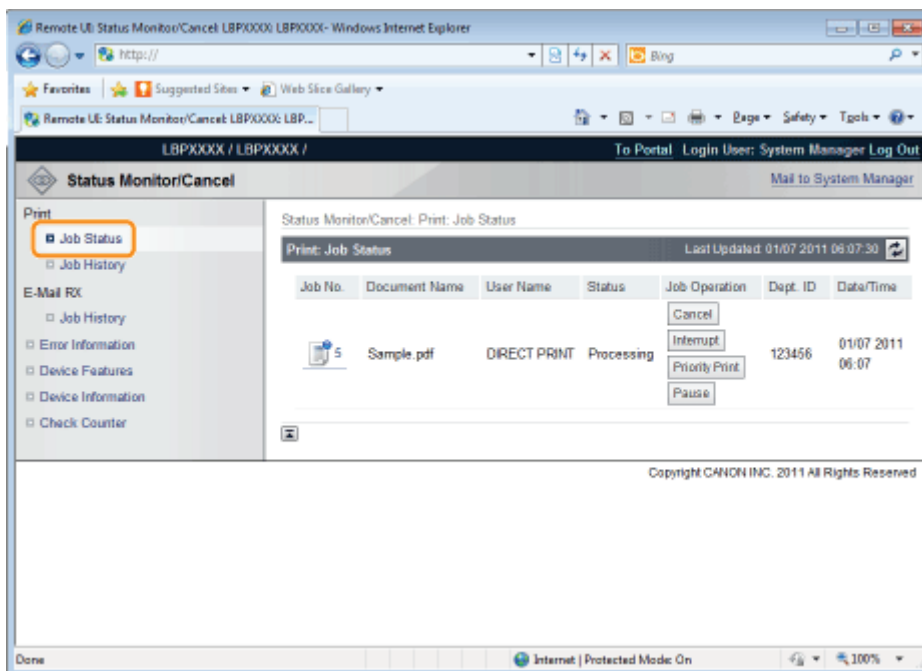 Remote UI: Status Monitor/Cancel: LBPXXXX: LBPXXXX- Windows Internet Explorer
http://
Bing
Favorites Suggested Sites Web Slice Gallery
Remote UI: Status Monitor/Cancel: LBPXXXX: LBP... Page Safety Tools
LBPXXXX / LBPXXXX / To Portal Login User: System Manager Log Out
Status Monitor/Cancel Mail to System Manager
Print
Job Status
Job History
E-Mail RX
Job History
Error Information
Device Features
Device Information
Check Counter
Status Monitor/Cancel: Print: Job Status
Print: Job Status Last Updated: 01/07 2011 06:07:30
Job No. Document Name User Name Status Job Operation Dept. ID Date/Time
5 Sample.pdf DIRECT PRINT Processing
Cancel
Interrupt
Priority Print
Pause
123456
01/07 2011
06:07
Copyright CANON INC. 2011 All Rights Reserved
Done Internet | Protected Mode: On 100%